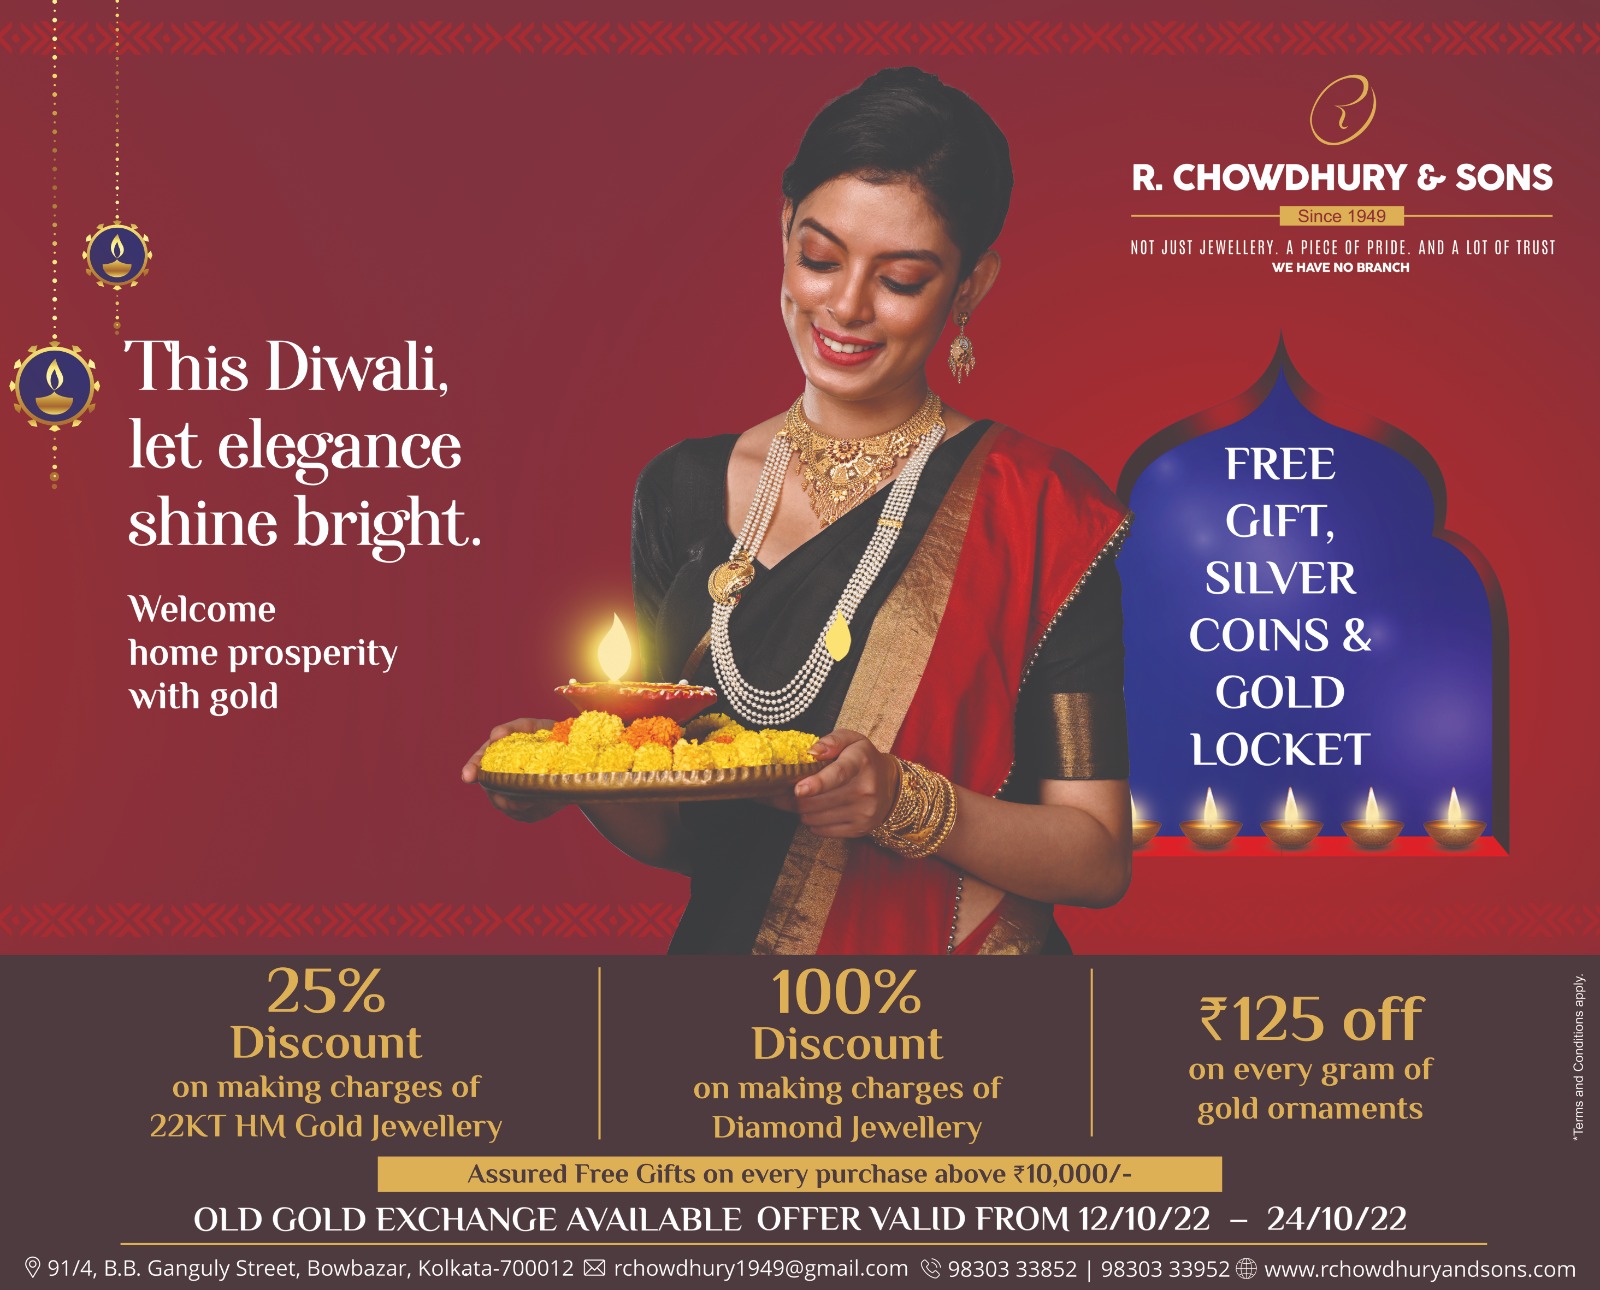 R. CHOWDHURY & SONS
Since 1949
NOT JUST JEWELLERY. A PIECE OF PRIDE. AND A LOT OF TRUST
WE HAVE NO BRANCH
This Diwali,
let elegance
shine bright.
Welcome
home prosperity
with gold
FREE
GIFT,
SILVER
COINS &
GOLD
LOCKET
25%
Discount
on making charges of
22KT HM Gold Jewellery
100%
Discount
on making charges of
Diamond Jewellery
₹125 off
on every gram of
gold ornaments
*Terms and Conditions apply.
Assured Free Gifts on every purchase above ₹10,000/-
OLD GOLD EXCHANGE AVAILABLE OFFER VALID FROM 12/10/22 – 24/10/22
91/4, B.B. Ganguly Street, Bowbazar, Kolkata-700012 rchowdhury1949@gmail.com 98303 33852 | 98303 33952 www.rchowdhuryandsons.com